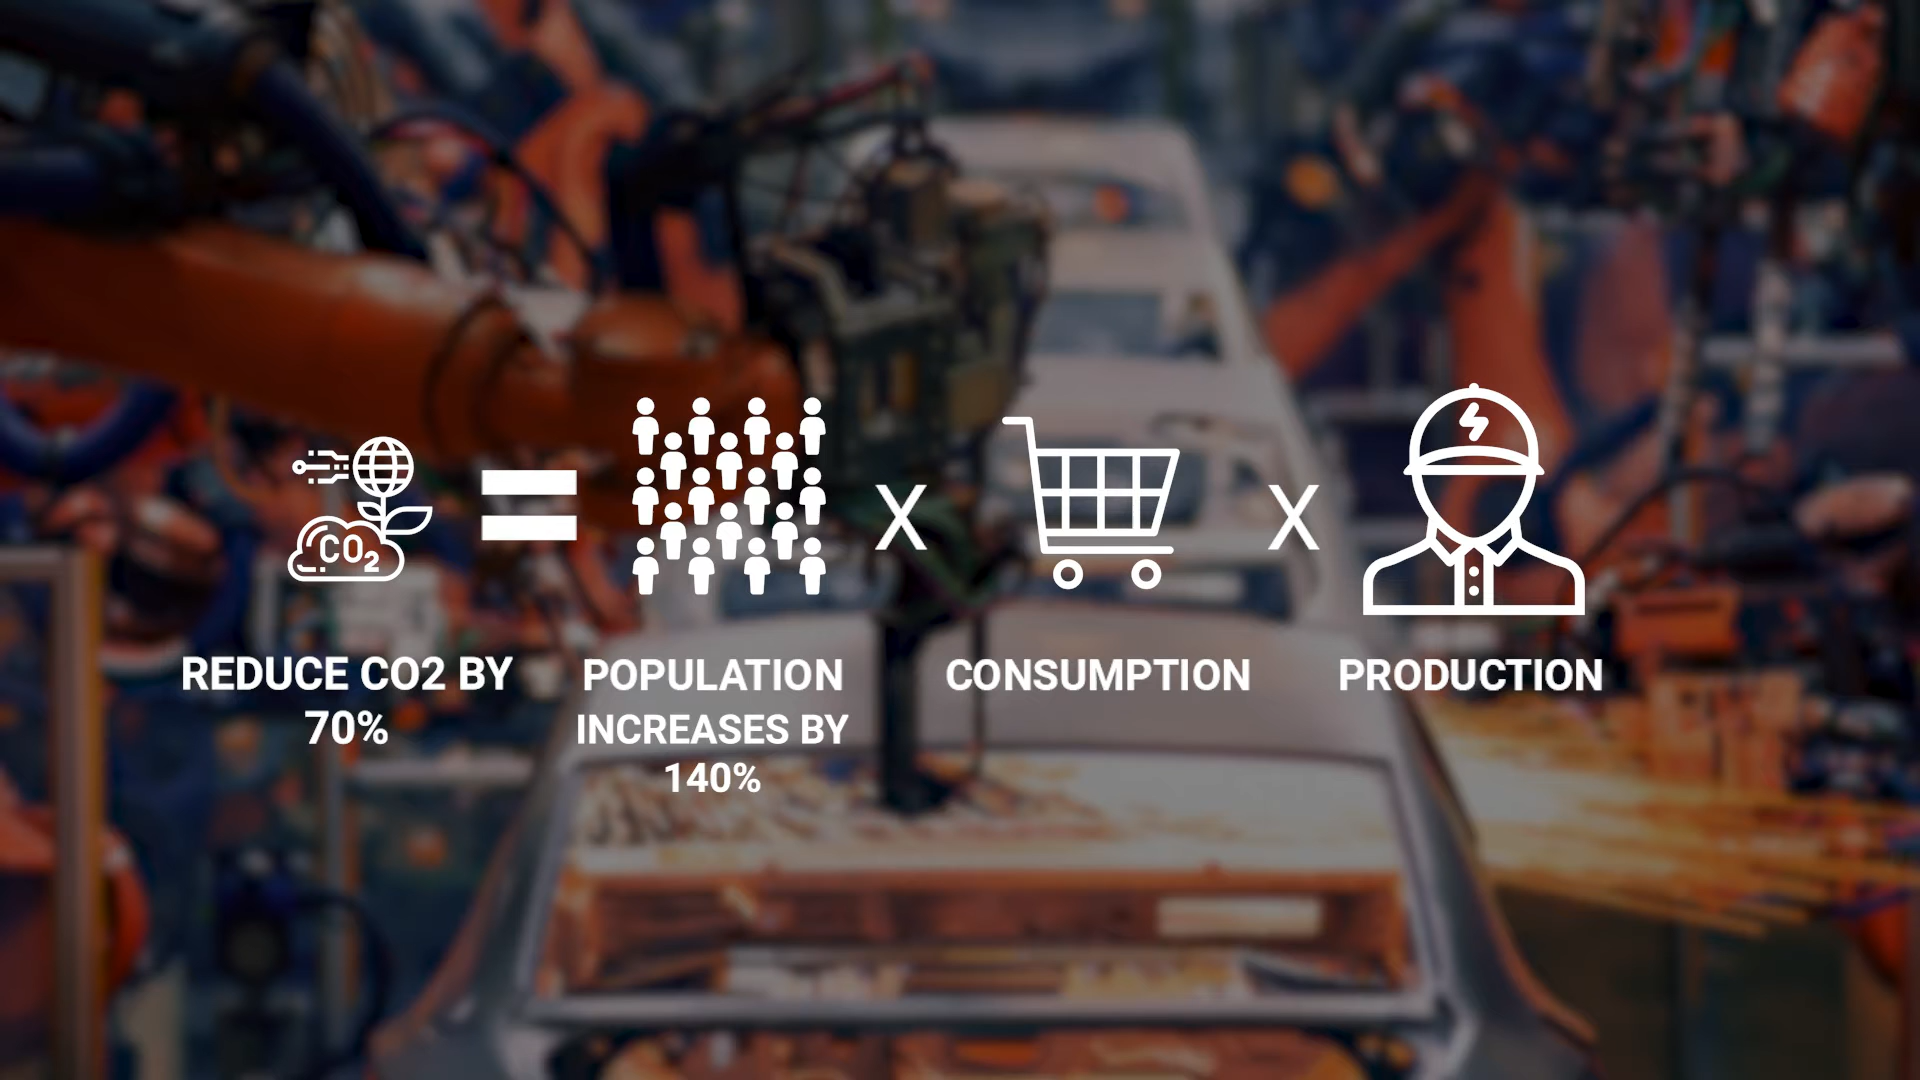 CO₂
X
X
REDUCE CO2 BY
70%
POPULATION
INCREASES BY
140%
CONSUMPTION
PRODUCTION